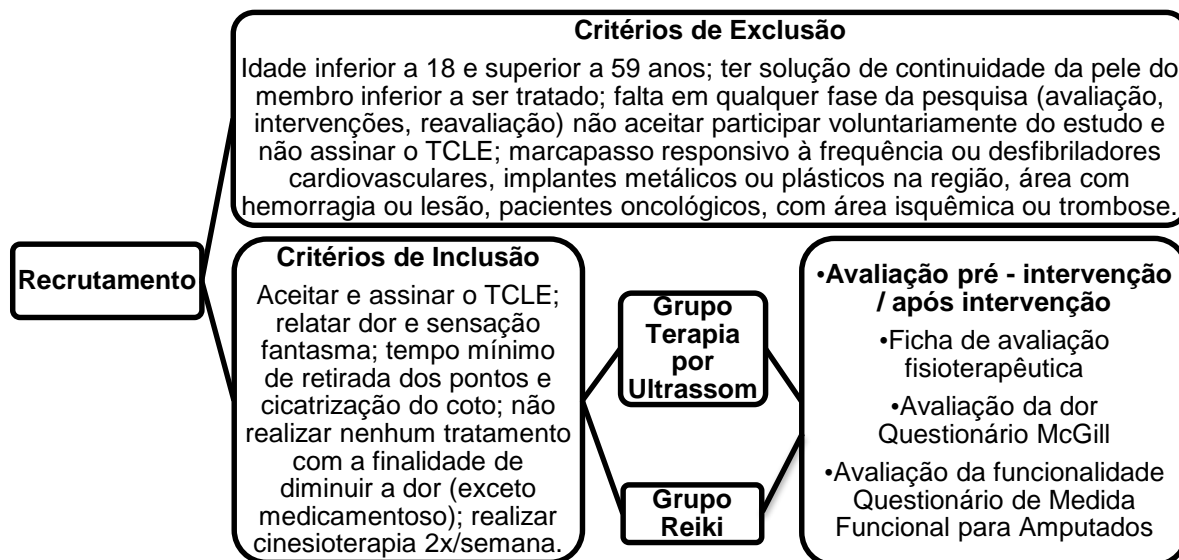 Critérios de Exclusão
Idade inferior a 18 e superior a 59 anos; ter solução de continuidade da pele do
membro inferior a ser tratado; falta em qualquer fase da pesquisa (avaliação,
intervenções, reavaliação) não aceitar participar voluntariamente do estudo e
não assinar o TCLE; marcapasso responsivo à frequência ou desfibriladores
cardiovasculares, implantes metálicos ou plásticos na região, área com
hemorragia ou lesão, pacientes oncológicos, com área isquêmica ou trombose.
Recrutamento
Critérios de Inclusão
Aceitar e assinar o TCLE;
relatar dor e sensação
fantasma; tempo mínimo
de retirada dos pontos e
cicatrização do coto; não
realizar nenhum tratamento
com a finalidade de
diminuir a dor (exceto
medicamentoso); realizar
cinesioterapia 2x/semana.
Grupo
Terapia
por
Ultrassom
Grupo
Reiki
•Avaliação pré - intervenção
/ após intervenção
•Ficha de avaliação
fisioterapêutica
•Avaliação da dor
Questionário McGill
•Avaliação da funcionalidade
Questionário de Medida
Funcional para Amputados